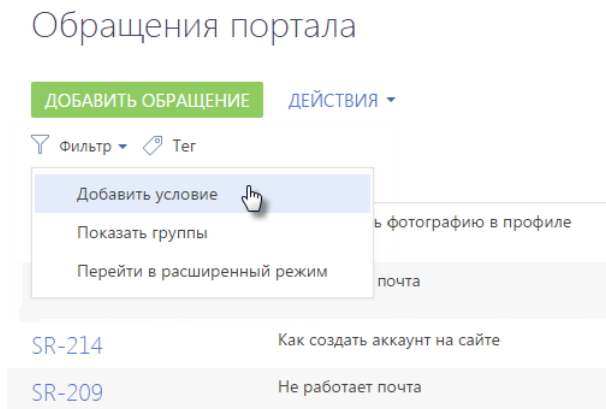 Обращения портала
ДОБАВИТЬ ОБРАЩЕНИЕ ДЕЙСТВИЯ
Фильтр Тег
Добавить условие
Показать группы
фотографию в профиле
Перейти в расширенный режим
почта
SR-214 Как создать аккаунт на сайте
SR-209 Не работает почта